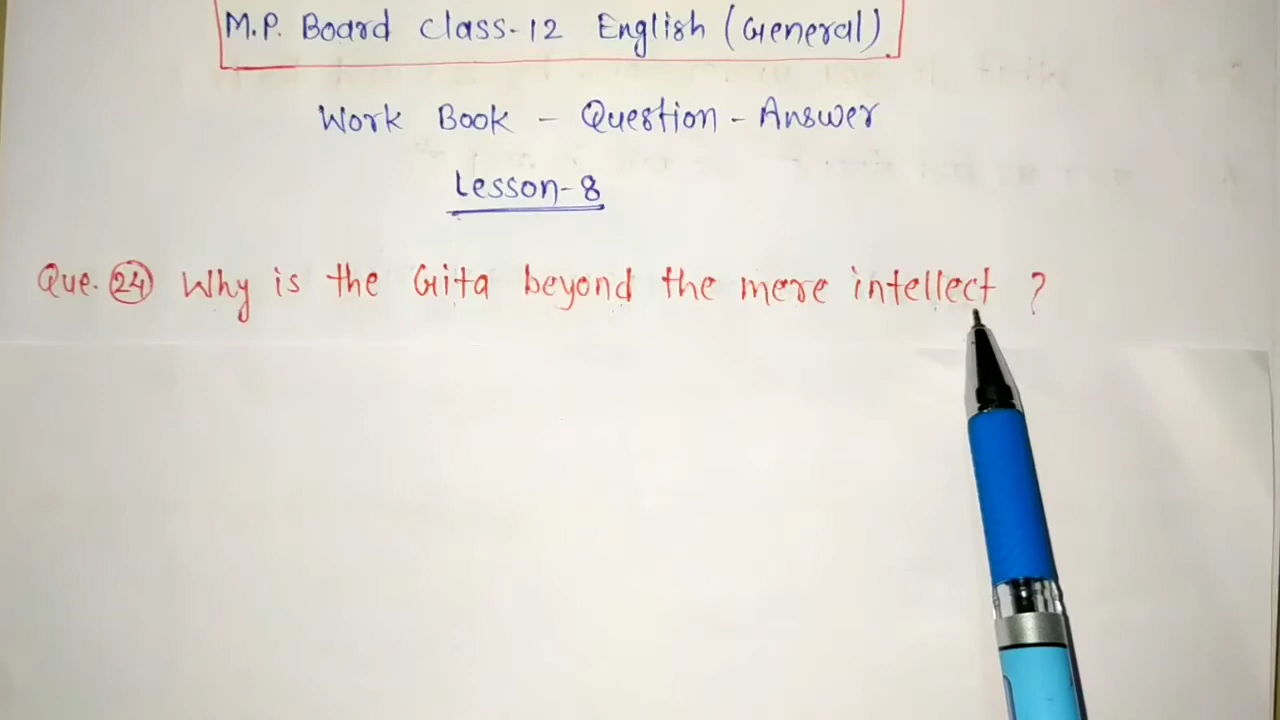 M.P. Board Class-12 English (General)
Work Book - Question - Answer
Lesson-8
Que. 24 Why is the Gita beyond the mere intellect ?